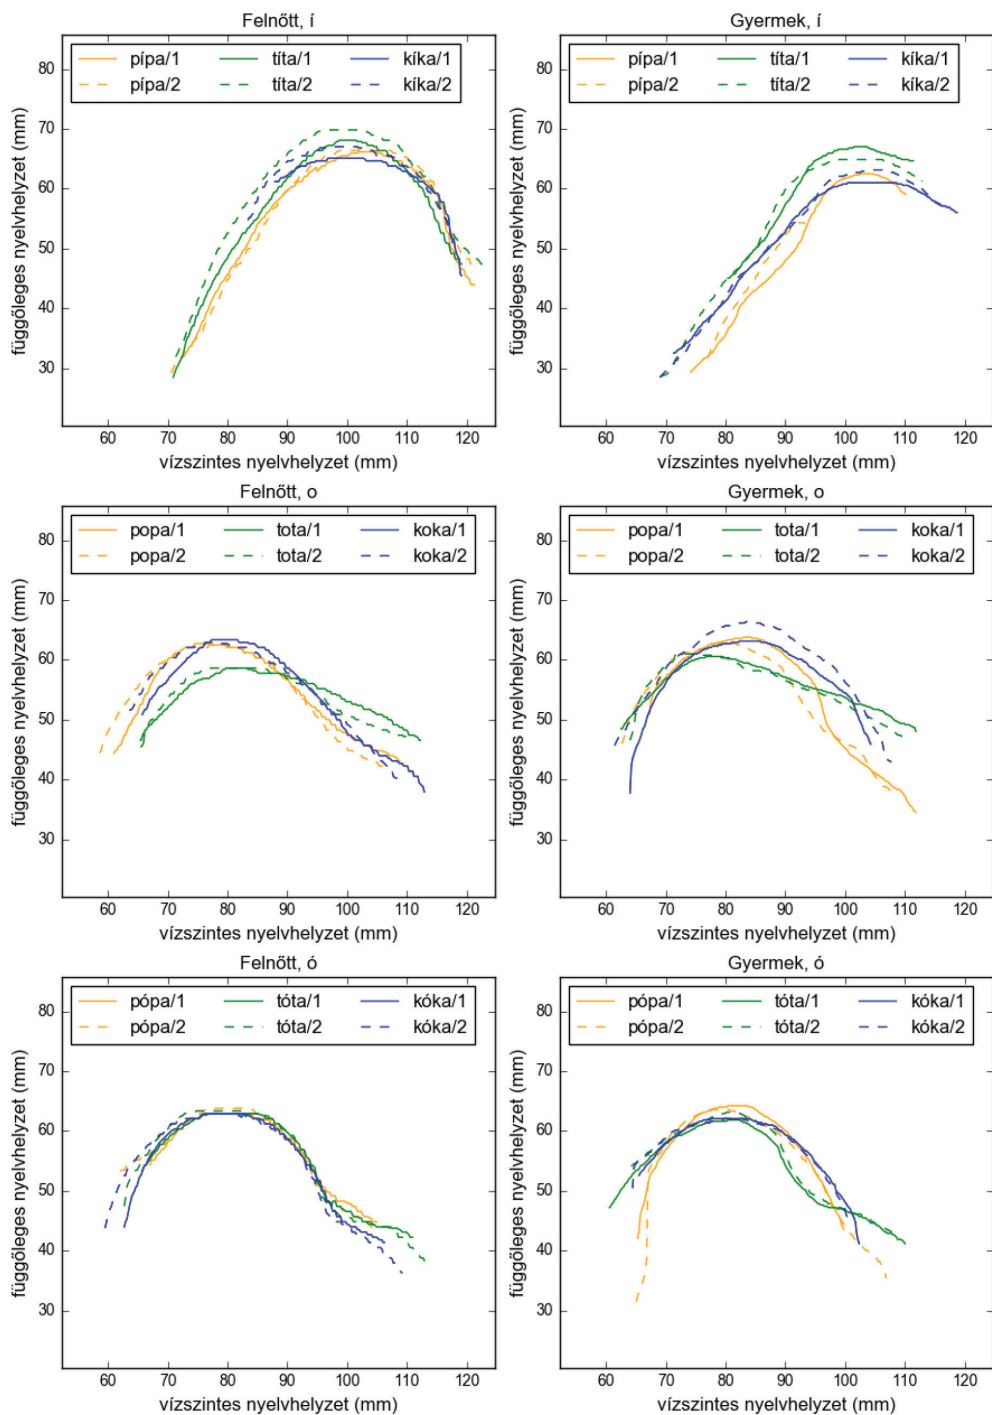 Felnőtt, í
pípa/1 títa/1 kíka/1
pípa/2 títa/2 kíka/2
80
70
60
50
40
30
függőleges nyelvhelyzet (mm)
60 70 80 90 100 110 120
vízszintes nyelvhelyzet (mm)
Gyermek, í
pípa/1 títa/1 kíka/1
pípa/2 títa/2 kíka/2
80
70
60
50
40
30
függőleges nyelvhelyzet (mm)
60 70 80 90 100 110 120
vízszintes nyelvhelyzet (mm)
Felnőtt, o
popa/1 tota/1 koka/1
popa/2 tota/2 koka/2
80
70
60
50
40
30
függőleges nyelvhelyzet (mm)
60 70 80 90 100 110 120
vízszintes nyelvhelyzet (mm)
Gyermek, o
popa/1 tota/1 koka/1
popa/2 tota/2 koka/2
80
70
60
50
40
30
függőleges nyelvhelyzet (mm)
60 70 80 90 100 110 120
vízszintes nyelvhelyzet (mm)
Felnőtt, ó
pópa/1 tóta/1 kóka/1
pópa/2 tóta/2 kóka/2
80
70
60
50
40
30
függőleges nyelvhelyzet (mm)
60 70 80 90 100 110 120
vízszintes nyelvhelyzet (mm)
Gyermek, ó
pópa/1 tóta/1 kóka/1
pópa/2 tóta/2 kóka/2
80
70
60
50
40
30
függőleges nyelvhelyzet (mm)
60 70 80 90 100 110 120
vízszintes nyelvhelyzet (mm)